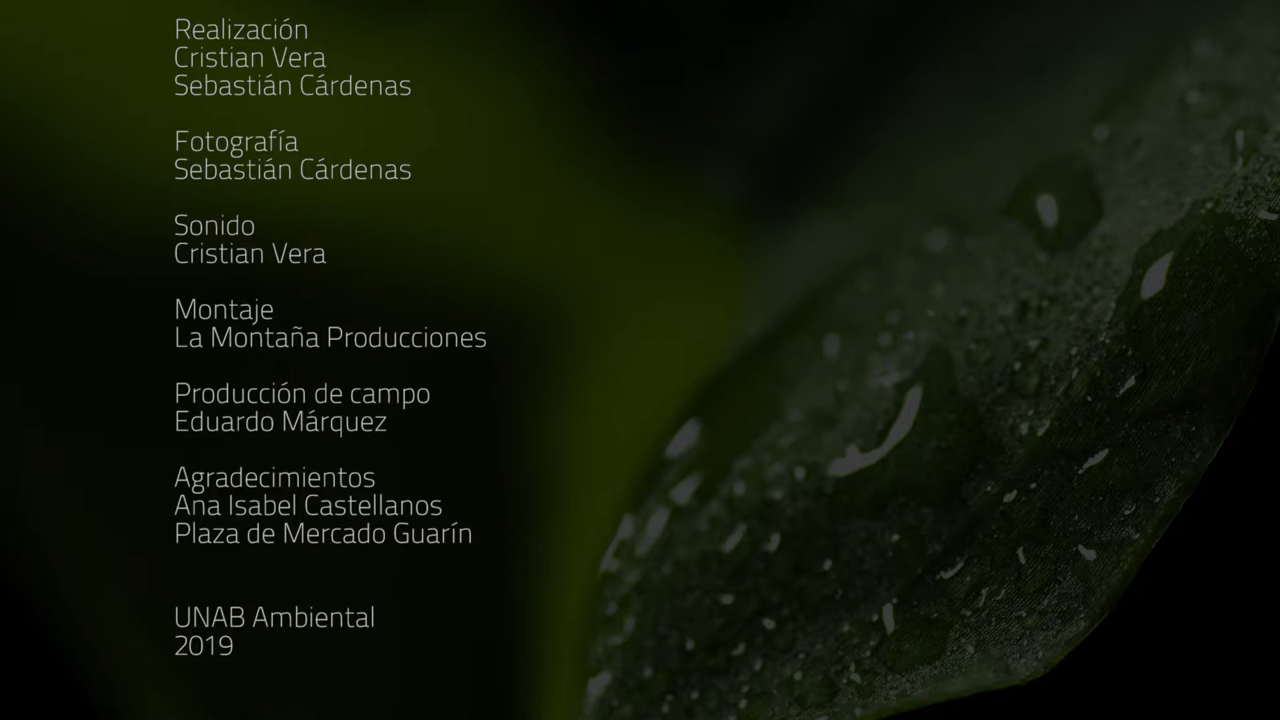 Realización
Cristian Vera
Sebastián Cárdenas
Fotografía
Sebastián Cárdenas
Sonido
Cristian Vera
Montaje
La Montaña Producciones
Producción de campo
Eduardo Márquez
Agradecimientos
Ana Isabel Castellanos
Plaza de Mercado Guarín
UNAB Ambiental
2019